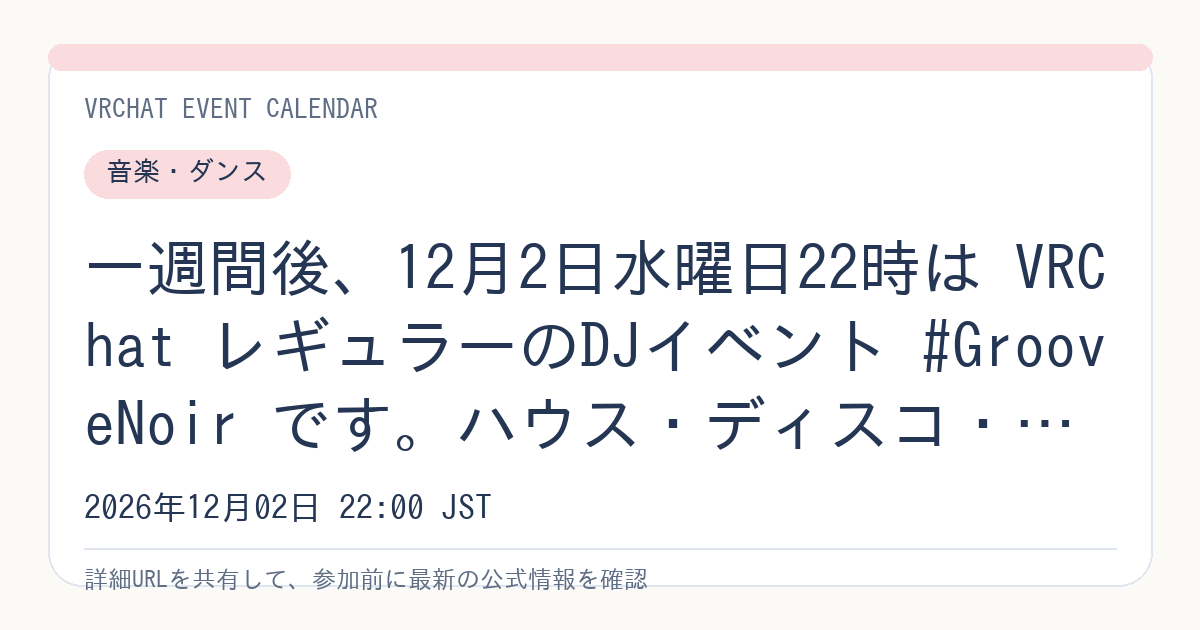 VRCHAT EVENT CALENDAR
音楽・ダンス
一週間後、12月2日水曜日22時は VRC
hat レギュラーのDJイベント #Groov
eNoir です。ハウス・ディスコ・…
2026年12月02日 22:00 JST
詳細URLを共有して、参加前に最新の公式情報を確認